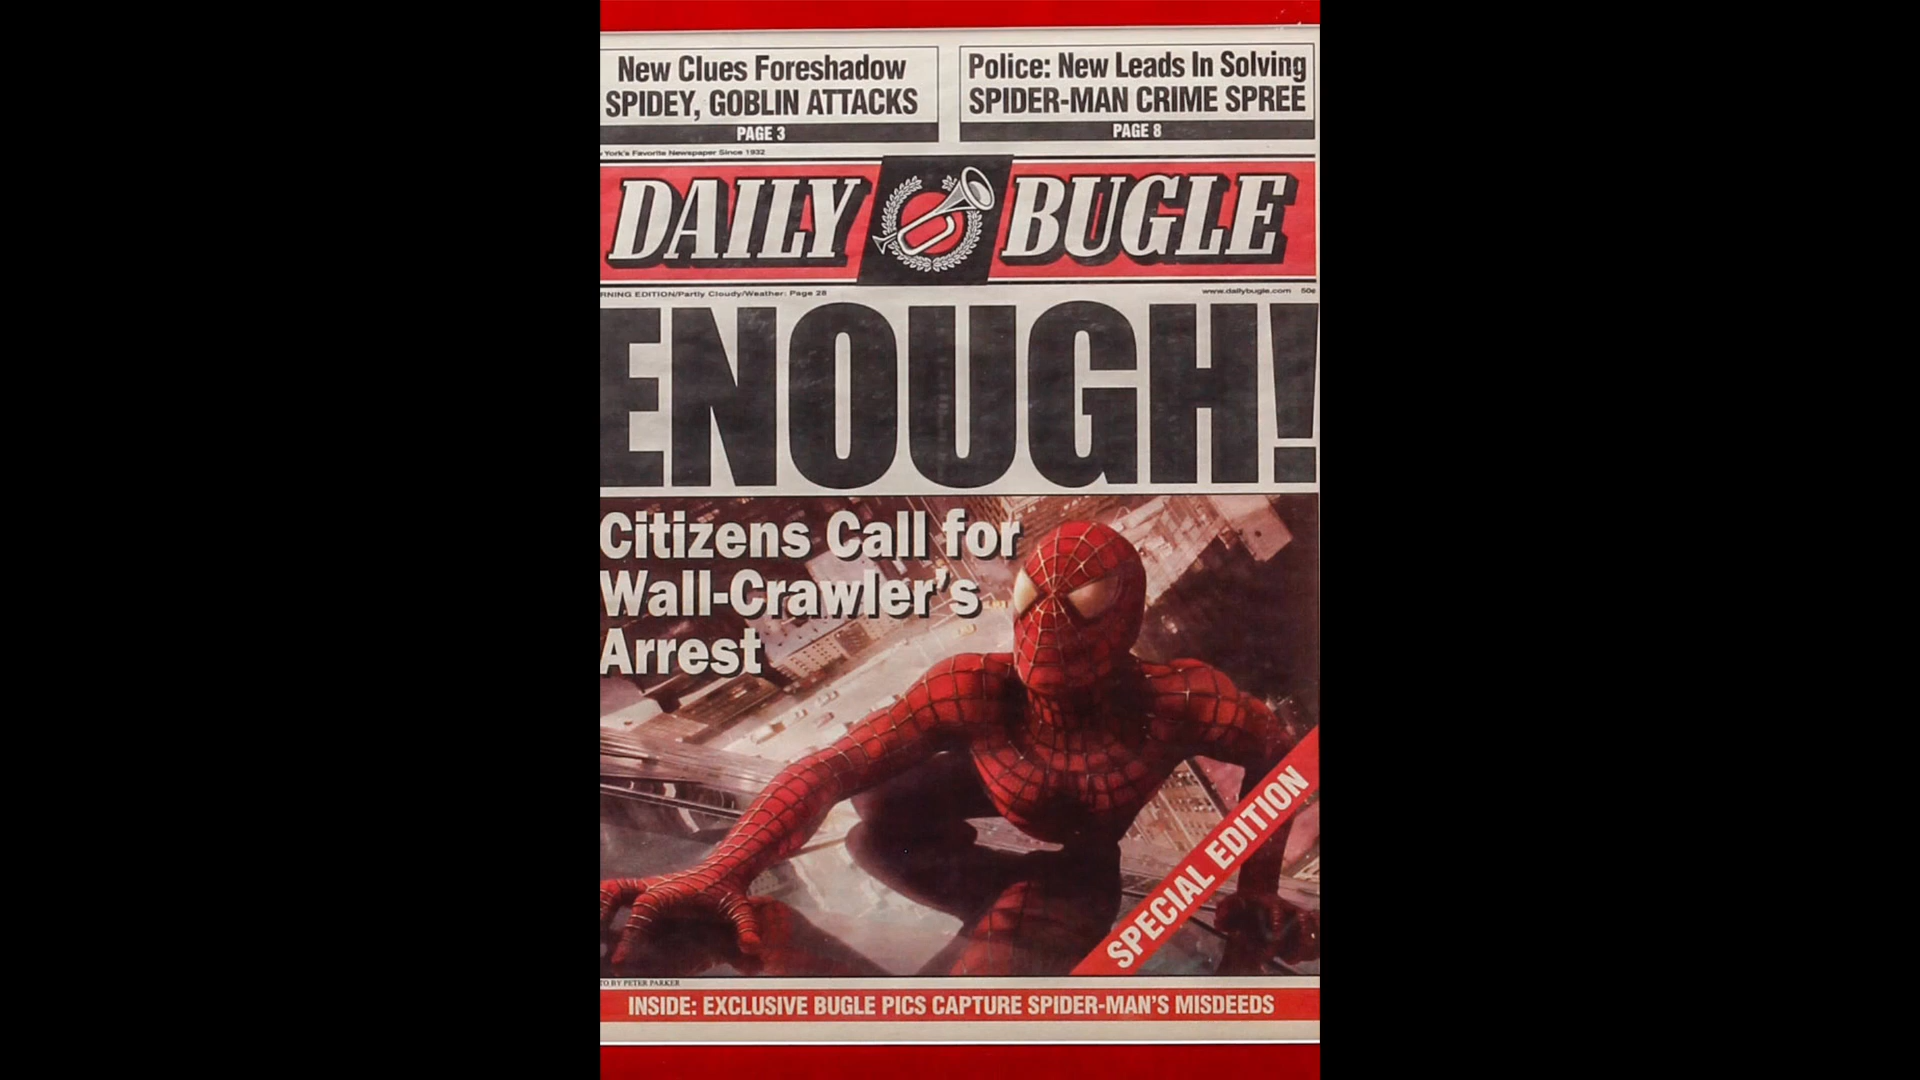 New Clues Foreshadow
SPIDEY, GOBLIN ATTACKS
PAGE 3
Police: New Leads In Solving
SPIDER-MAN CRIME SPREE
PAGE 8
York's Favorite Newspaper Since 1932
DAILY BUGLE
RNING EDITION/Partly Cloudy/Weather: Page 28
www.dailybugle.com 50¢
ENOUGH!
Citizens Call for
Wall-Crawler's
Arrest
SPECIAL EDITION
TO BY PETER PARKER
INSIDE: EXCLUSIVE BUGLE PICS CAPTURE SPIDER-MAN'S MISDEEDS